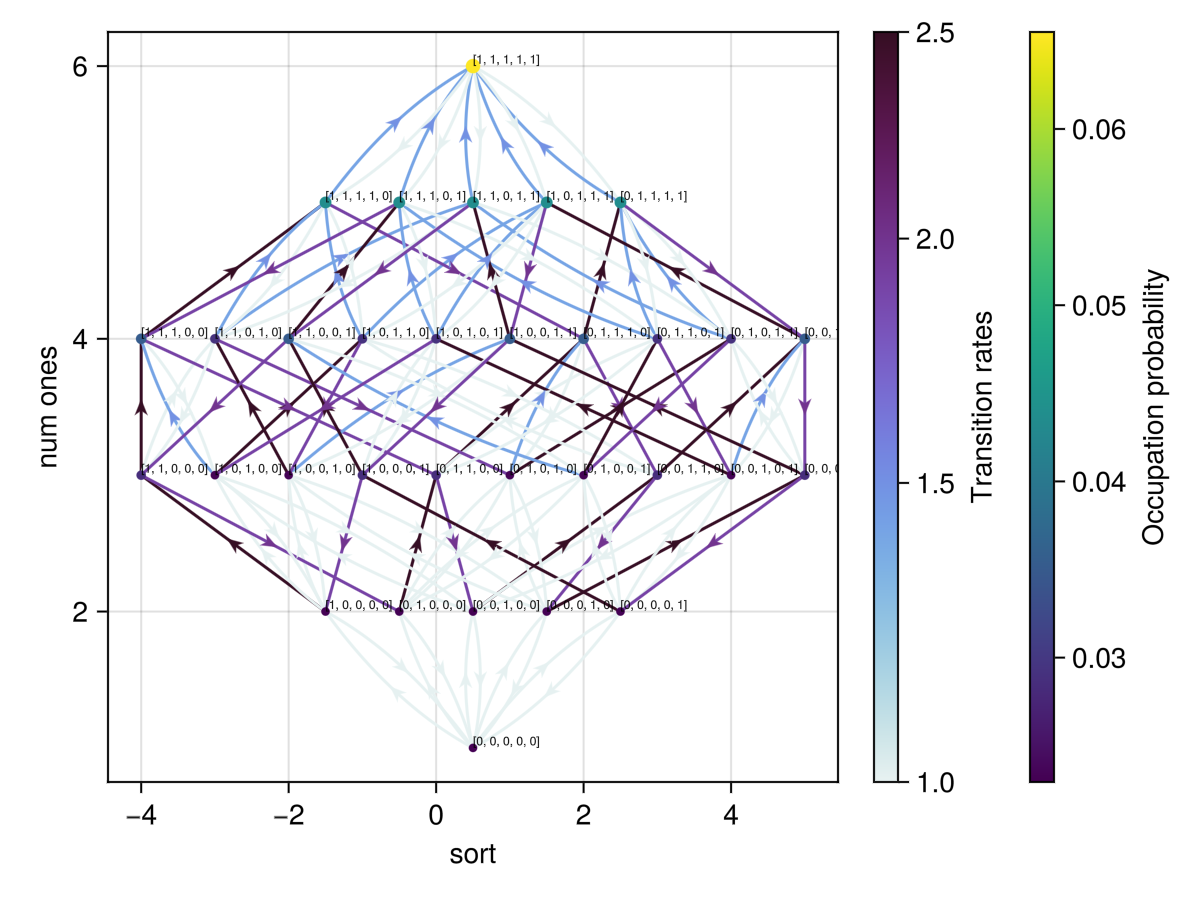 6
[1, 1, 1, 1, 1]
[1, 1, 1, 1, 0] [1, 1, 1, 0, 1] [1, 1, 0, 1, 1] [1, 0, 1, 1, 1] [0, 1, 1, 1, 1]
4
[1, 1, 1, 0, 0] [1, 1, 0, 1, 0] [1, 1, 0, 0, 1] [1, 0, 1, 1, 0] [1, 0, 1, 0, 1] [1, 0, 0, 1, 1] [0, 1, 1, 1, 0] [0, 1, 1, 0, 1] [0, 1, 0, 1, 1] [0, 0,
[1, 1, 0, 0, 0] [1, 0, 1, 0, 0] [1, 0, 0, 1, 0] [1, 0, 0, 0, 1] [0, 1, 1, 0, 0] [0, 1, 0, 1, 0] [0, 1, 0, 0, 1] [0, 0, 1, 1, 0] [0, 0, 1, 0, 1] [0, 0, 0
2
[1, 0, 0, 0, 0] [0, 1, 0, 0, 0] [0, 0, 1, 0, 0] [0, 0, 0, 1, 0] [0, 0, 0, 0, 1]
[0, 0, 0, 0, 0]
num ones
−4 −2 0 2 4
sort
2.5
2.0
1.5
1.0
Transition rates
0.06
0.05
0.04
0.03
Occupation probability